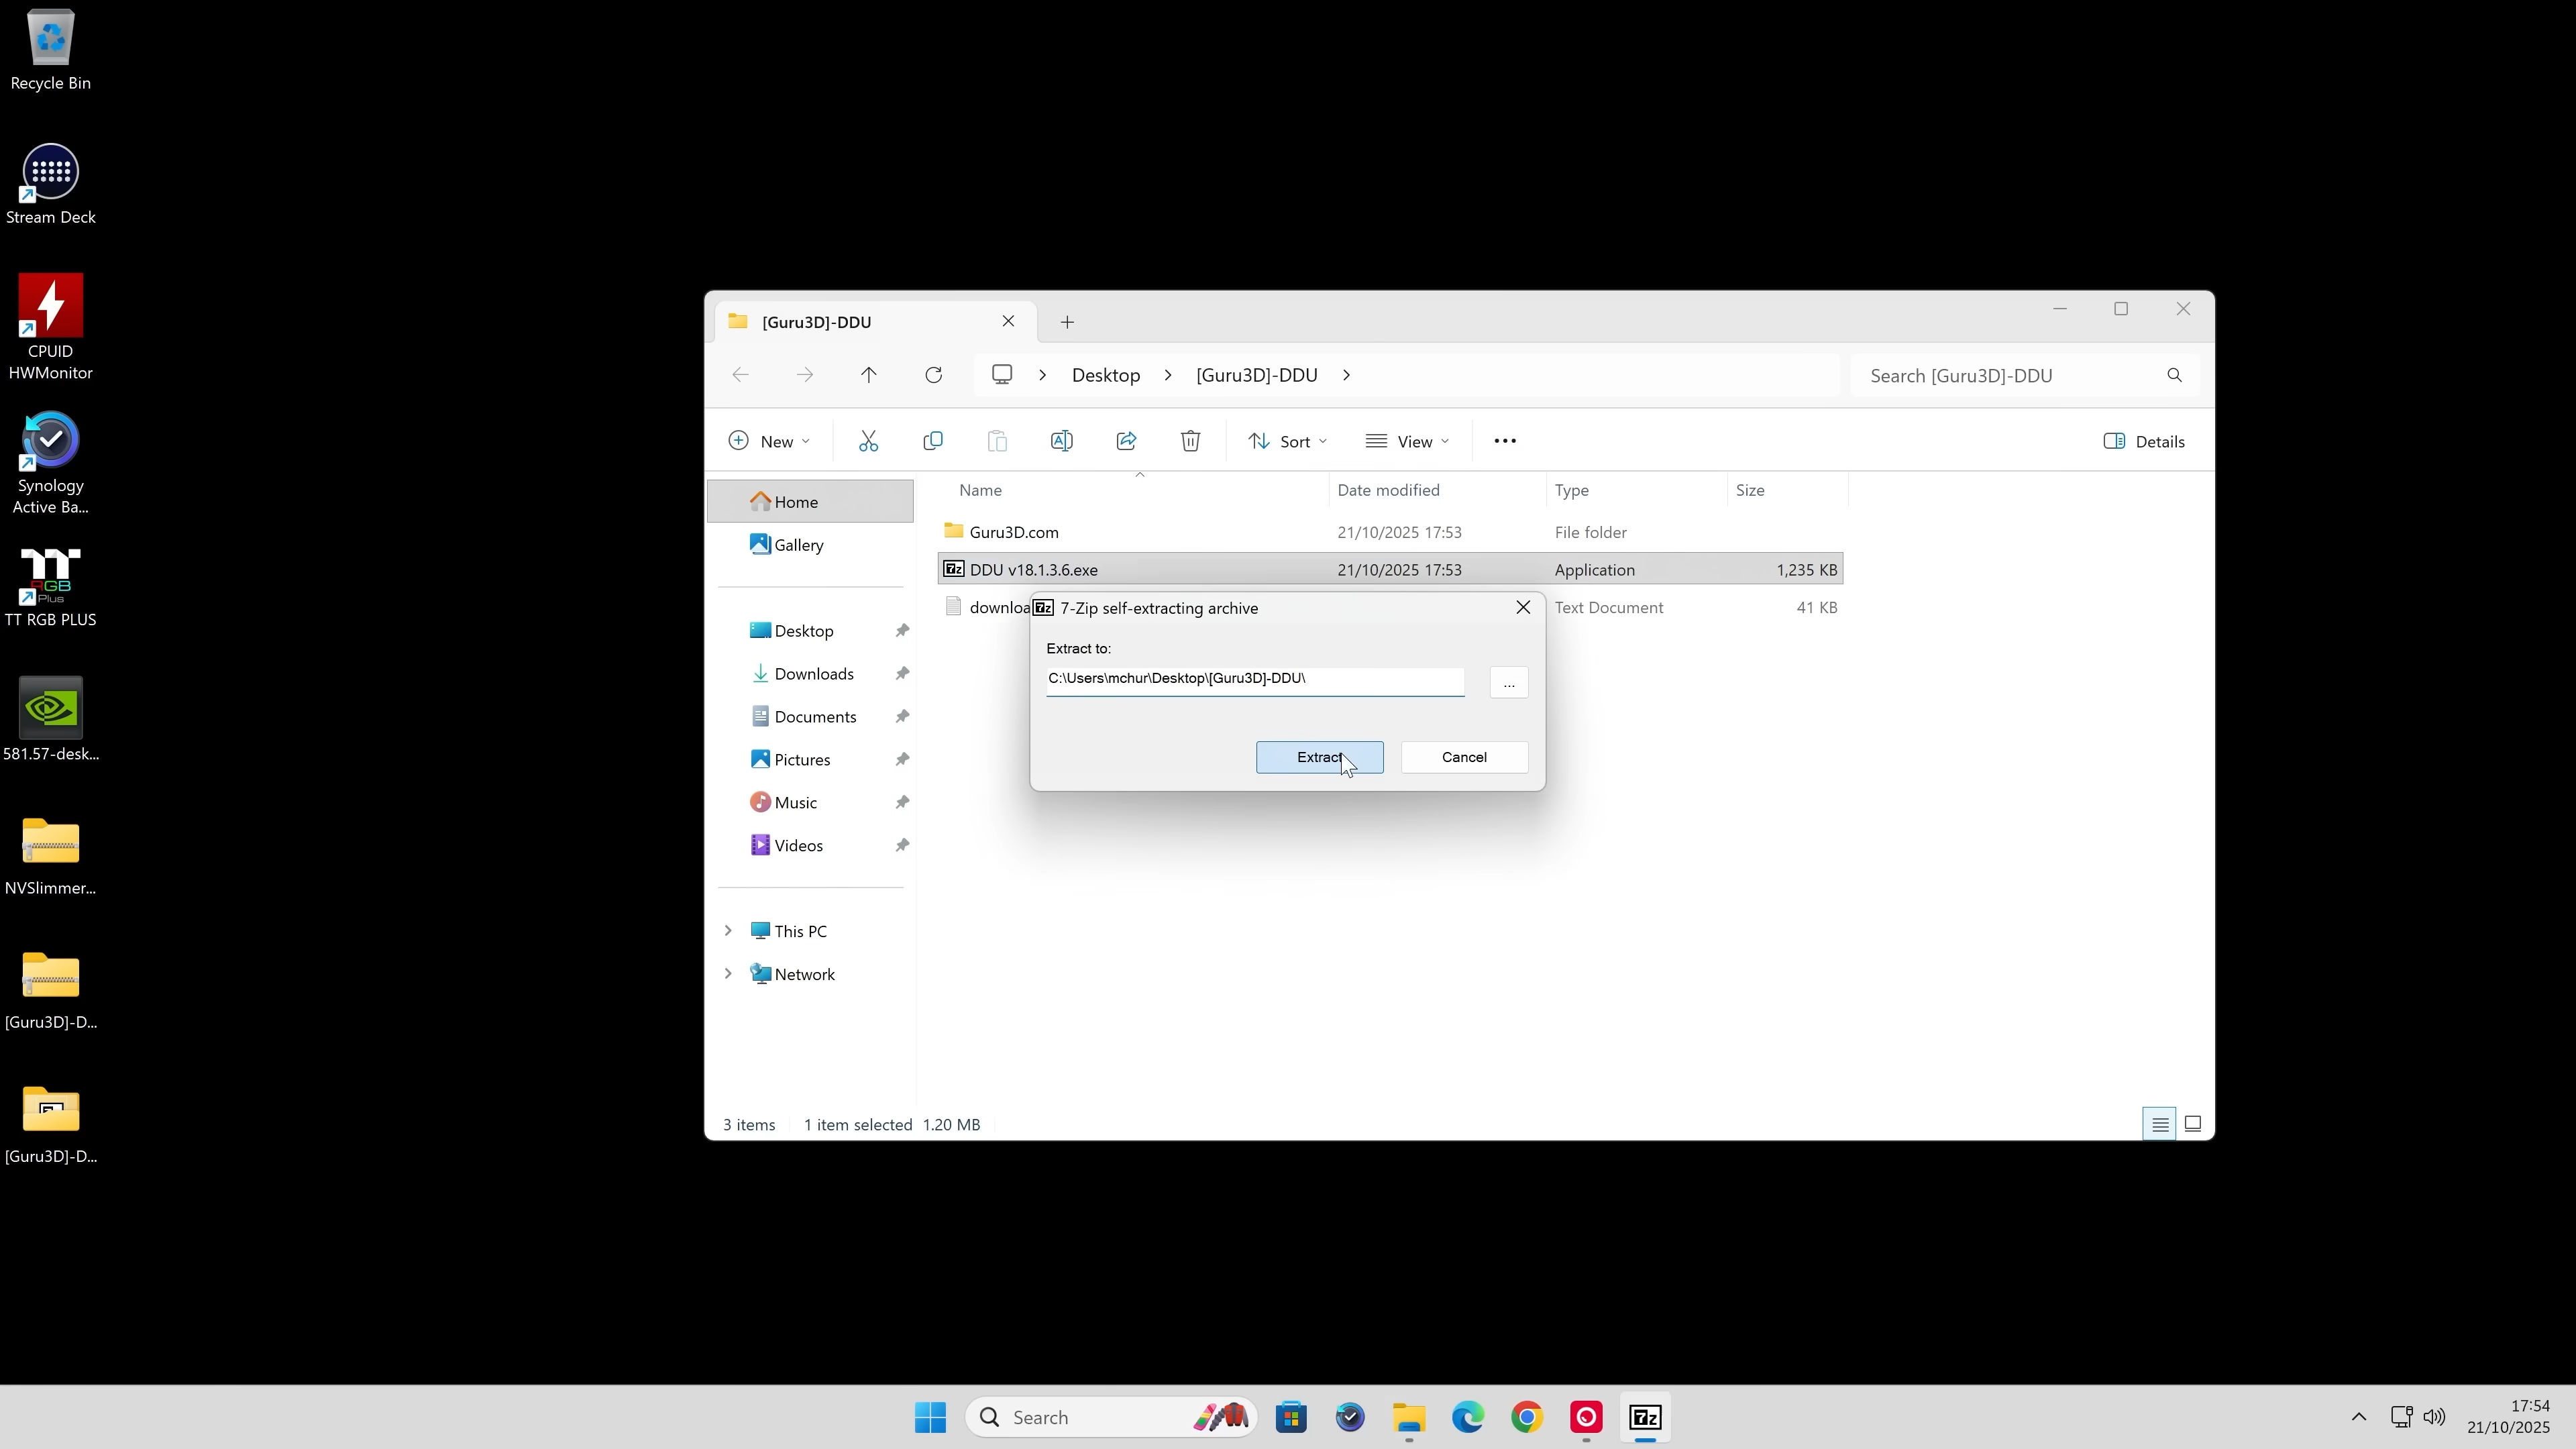 Recycle Bin
Stream Deck
CPUID
HWMonitor
Synology
Active Ba...
TT RGB PLUS
581.57-desk...
NVSlimmer...
[Guru3D]-D...
[Guru3D]-D...
[Guru3D]-DDU
Desktop
[Guru3D]-DDU
Search [Guru3D]-DDU
New
Sort
View
Details
Home
Gallery
Desktop
Downloads
Documents
Pictures
Music
Videos
This PC
Network
Name Date modified Type Size
Guru3D.com 21/10/2025 17:53 File folder
DDU v18.1.3.6.exe 21/10/2025 17:53 Application 1,235 KB
Text Document 41 KB
7-Zip self-extracting archive
Extract to:
C:\Users\mchur\Desktop\[Guru3D]-DDU\
...
Extract
Cancel
3 items 1 item selected 1.20 MB
Search
17:54
21/10/2025